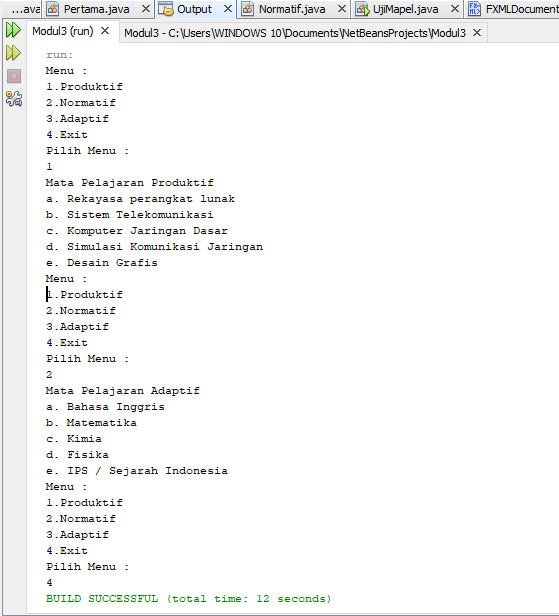 ...ava Pertama.java Output Normatif.java UjiMapel.java FXMLDocument
Modul3 (run) Modul3 - C:\Users\WINDOWS 10\Documents\NetBeansProjects\Modul3
run:
Menu :
1.Produktif
2.Normatif
3.Adaptif
4.Exit
Pilih Menu :
1
Mata Pelajaran Produktif
a. Rekayasa perangkat lunak
b. Sistem Telekomunikasi
c. Komputer Jaringan Dasar
d. Simulasi Komunikasi Jaringan
e. Desain Grafis
Menu :
1.Produktif
2.Normatif
3.Adaptif
4.Exit
Pilih Menu :
2
Mata Pelajaran Adaptif
a. Bahasa Inggris
b. Matematika
c. Kimia
d. Fisika
e. IPS / Sejarah Indonesia
Menu :
1.Produktif
2.Normatif
3.Adaptif
4.Exit
Pilih Menu :
4
BUILD SUCCESSFUL (total time: 12 seconds)